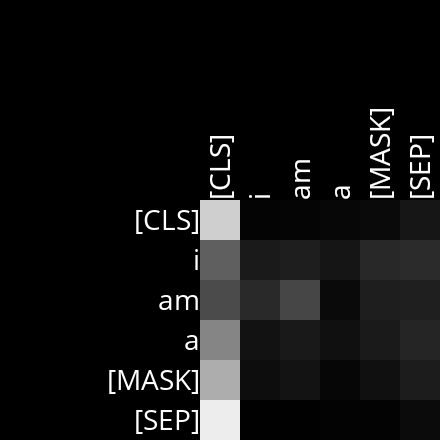 [CLS]
i
am
a
[MASK]
[SEP]
[CLS]
i
am
a
[MASK]
[SEP]